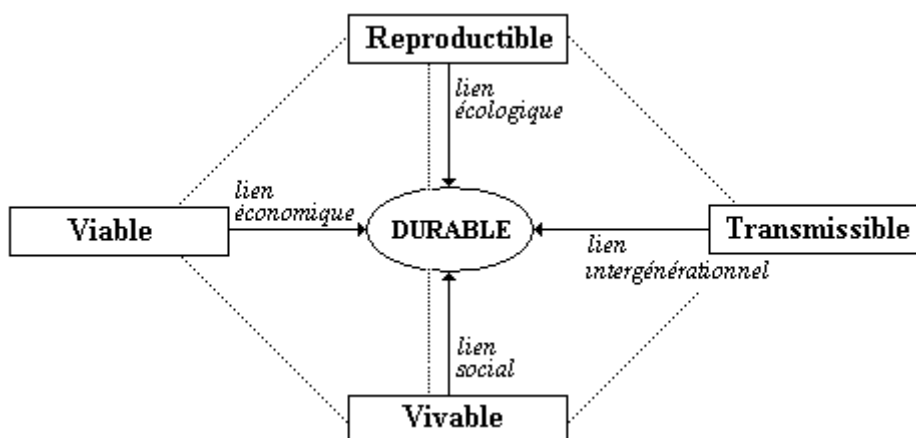 Reproductible
lien
écologique
lien
économique
Viable
DURABLE
Transmissible
lien
intergénérationnel
lien
social
Vivable